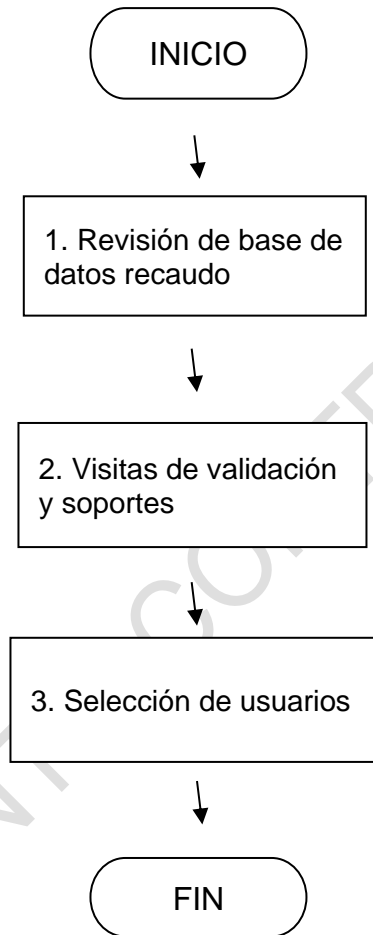 INICIO
1. Revisión de base de
datos recaudo
2. Visitas de validación
y soportes
3. Selección de usuarios
FIN